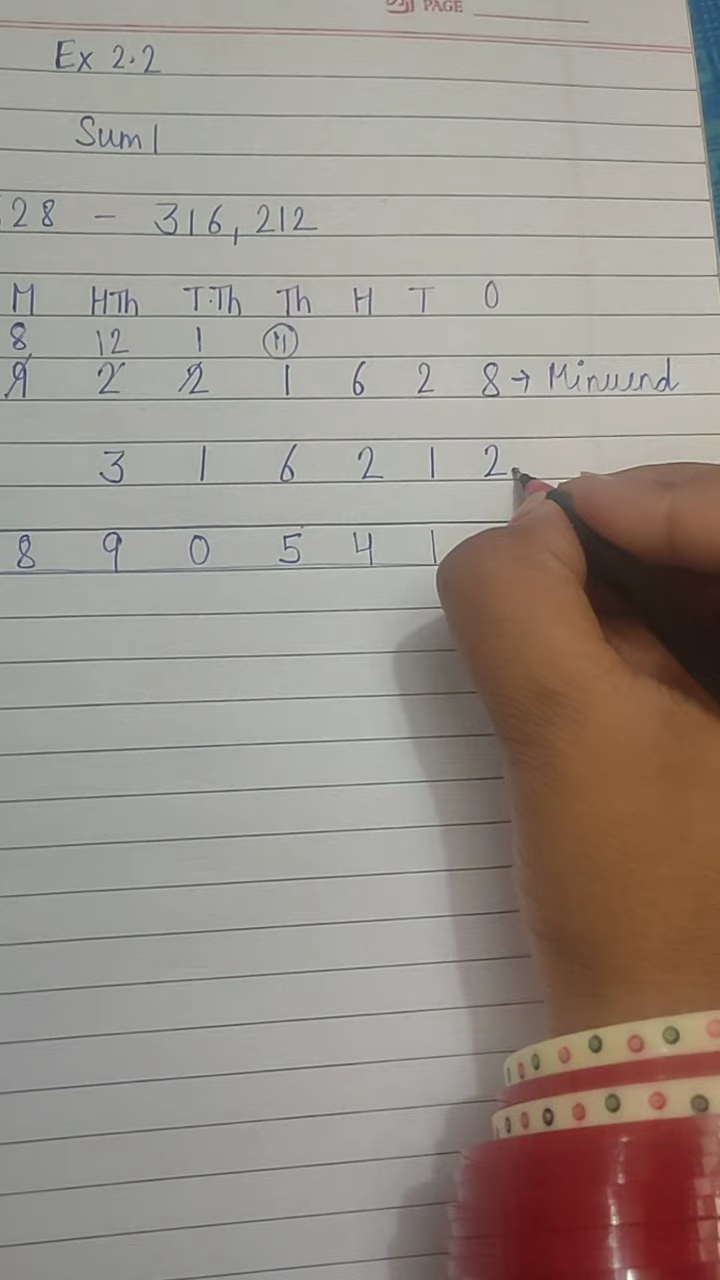 PAGE
Ex 2.2
Sum 1
28 - 316,212
M HTh T.Th Th H T O
8 12 1 11
9 2 2 1 6 2 8 → Minuend
3 1 6 2 1 2
8 9 0 5 4 1